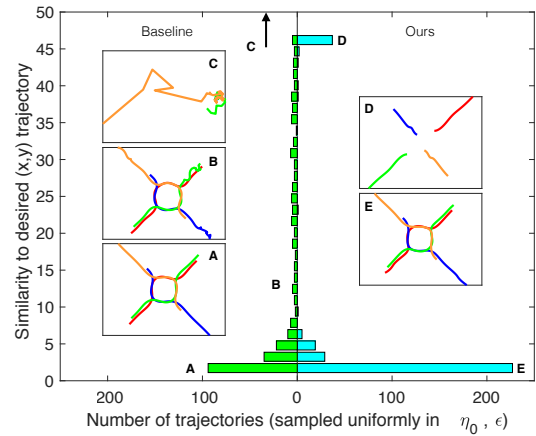 Baseline
Ours
C
D
C
B
A
D
E
B
A
E
50
45
40
35
30
25
20
15
10
5
0
200
100
0
100
200
Similarity to desired (x,y) trajectory
Number of trajectories (sampled uniformly in η₀ , ϵ)